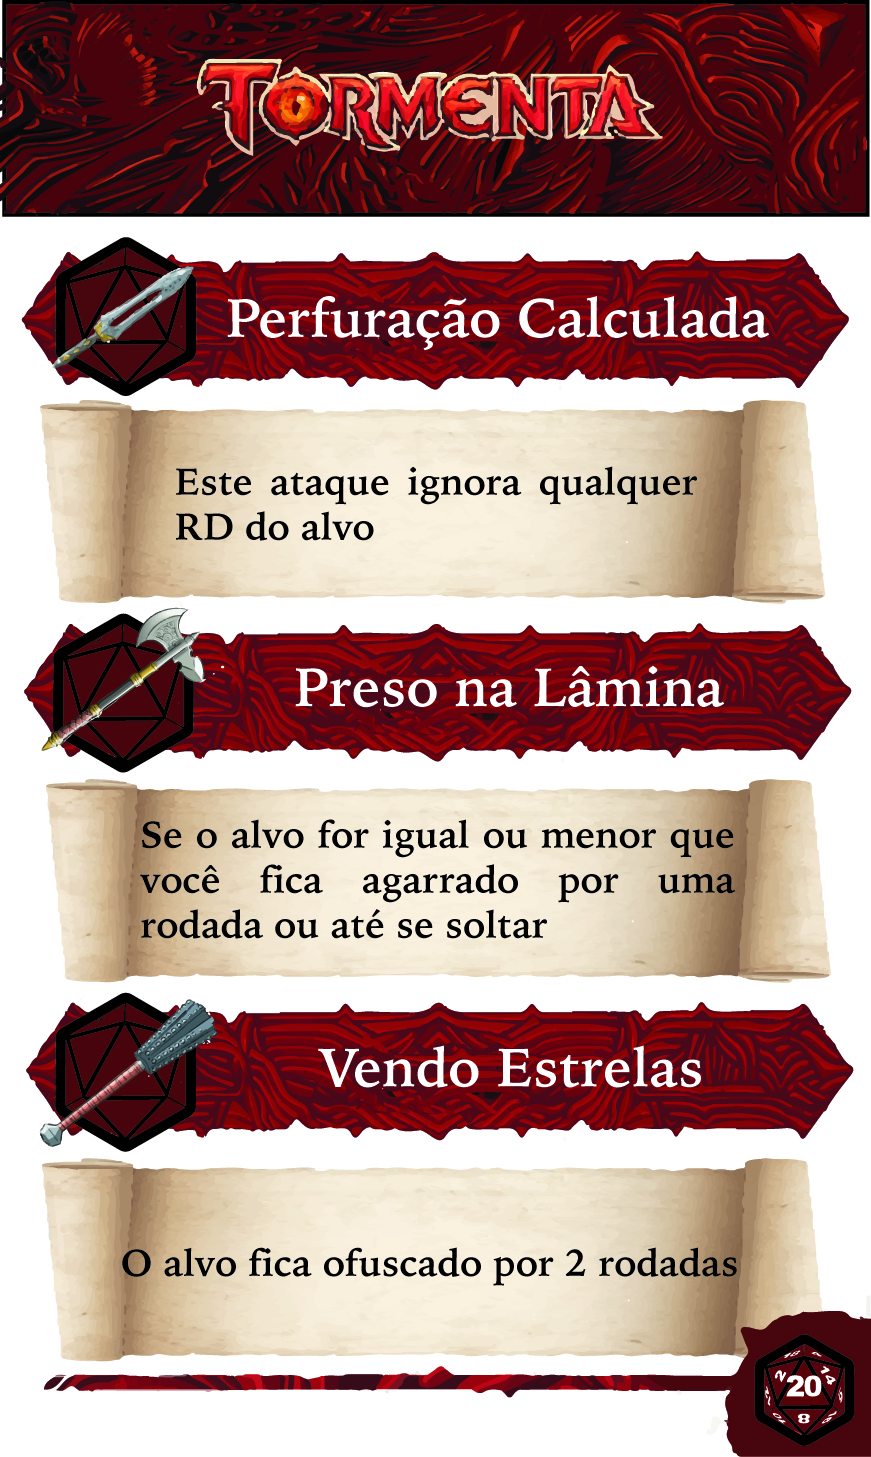 TORMENTA
Perfuração Calculada
Este ataque ignora qualquer
RD do alvo
Preso na Lâmina
Se o alvo for igual ou menor que
você fica agarrado por uma
rodada ou até se soltar
Vendo Estrelas
O alvo fica ofuscado por 2 rodadas
20
8
14
2